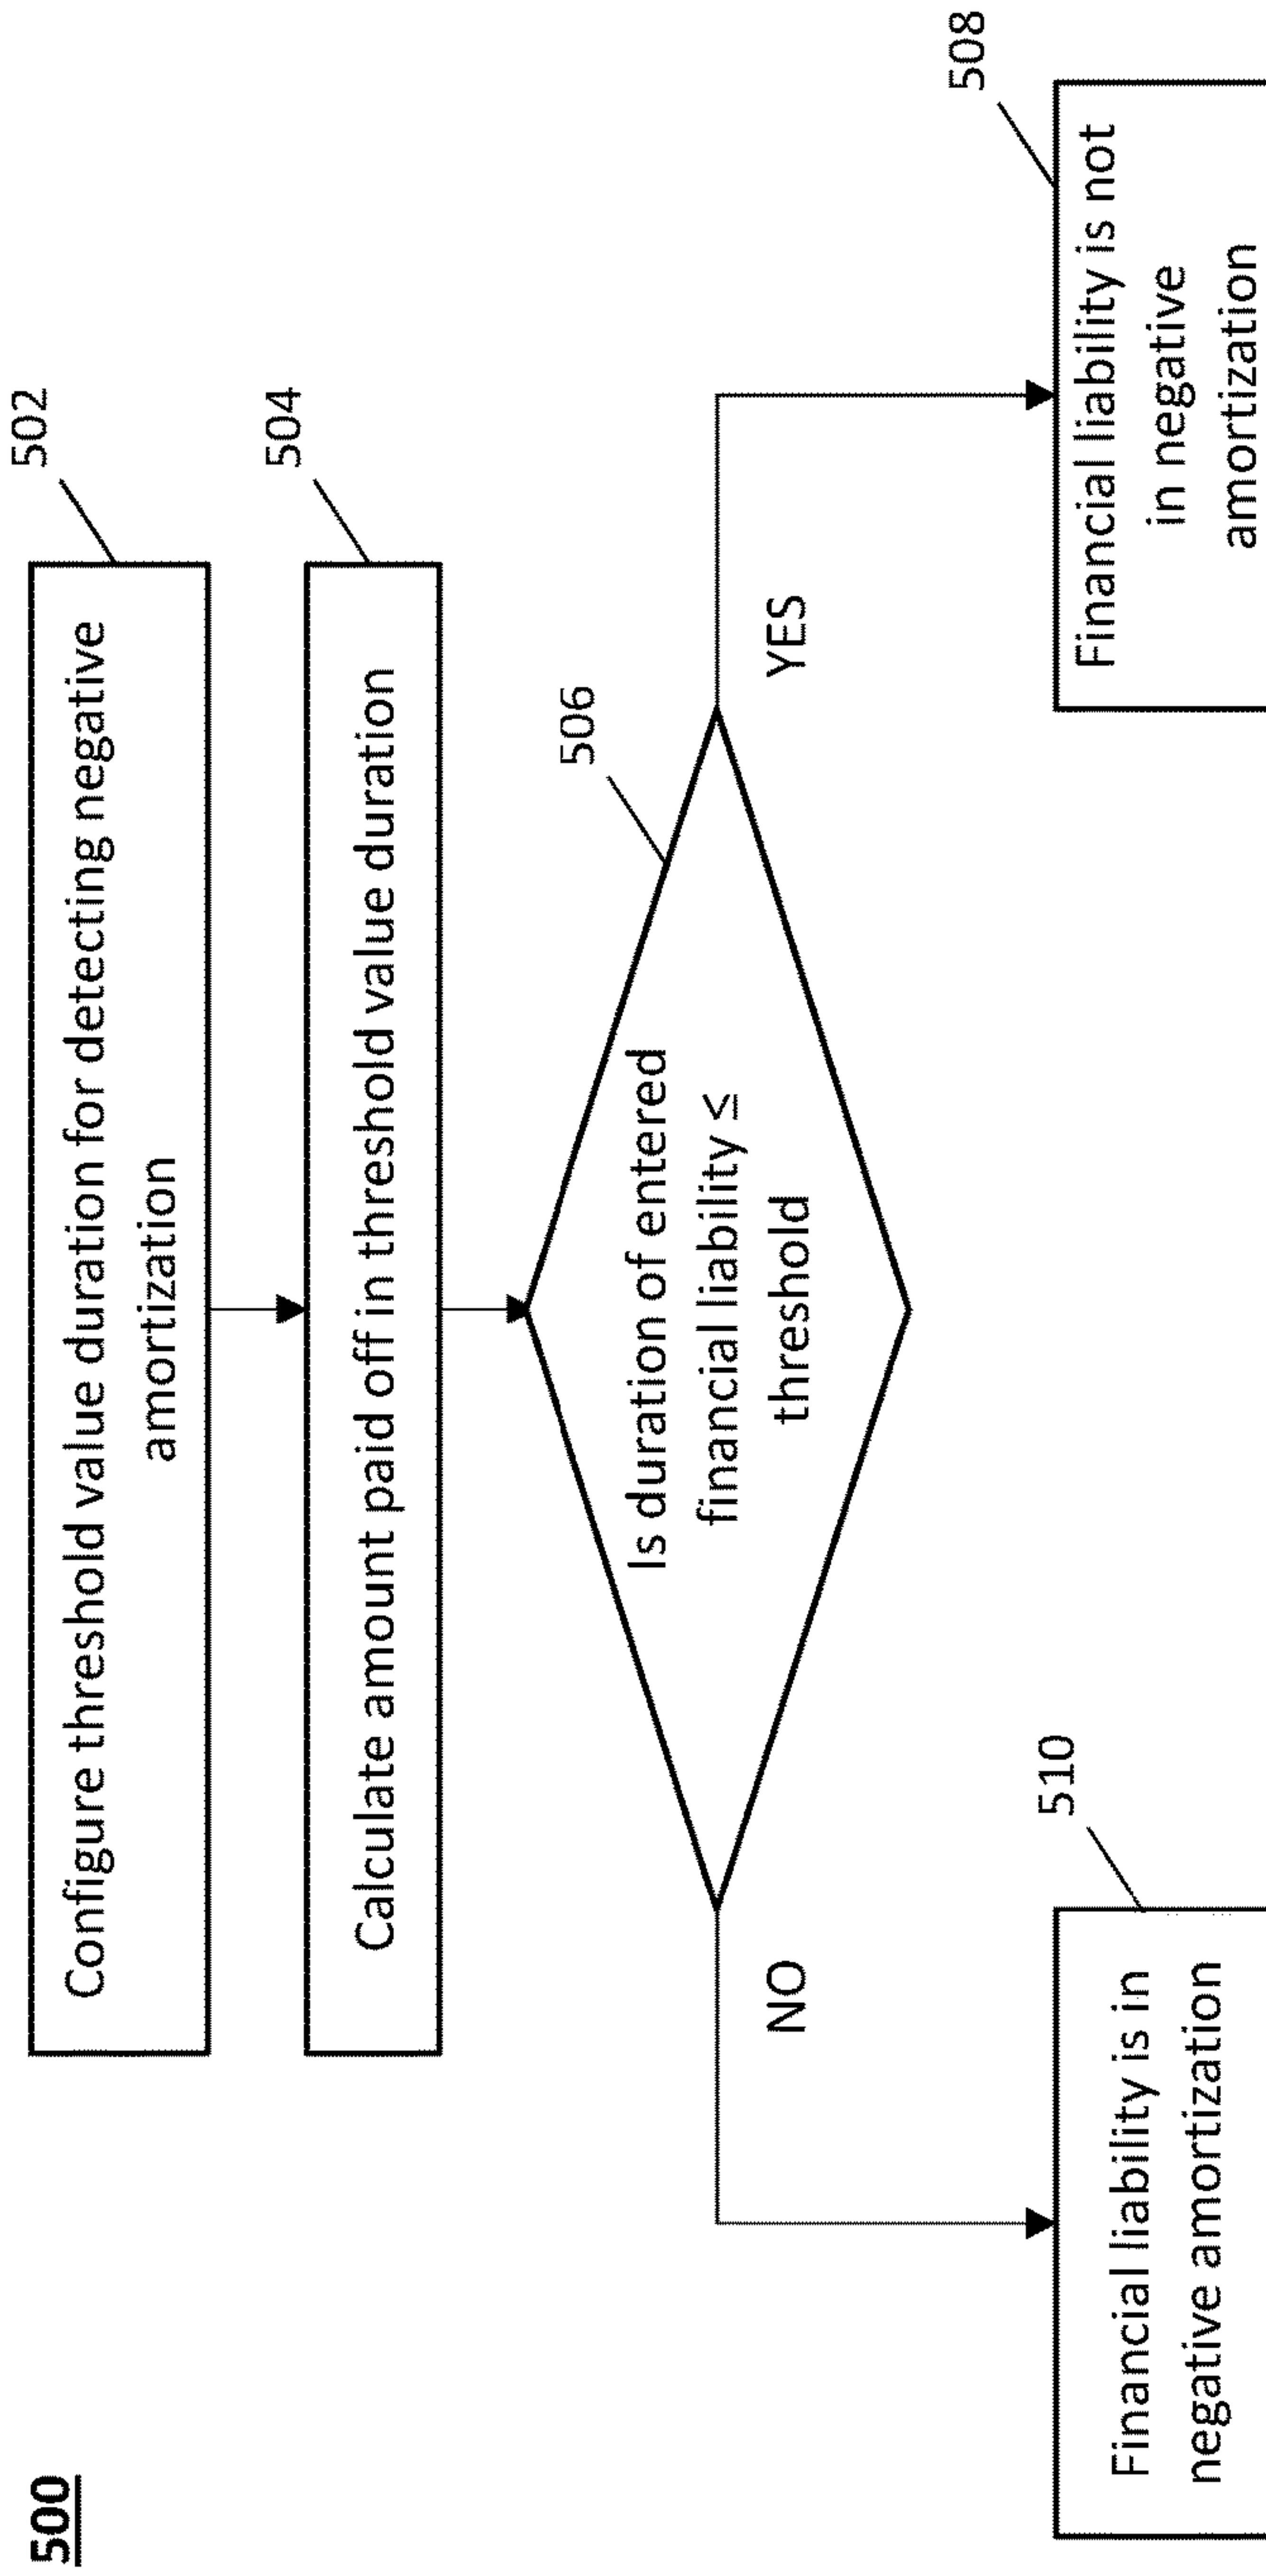 500
502
Configure threshold value duration for detecting negative
amortization
504
Calculate amount paid off in threshold value duration
506
Is duration of entered
financial liability ≤
threshold
NO
YES
510
Financial liability is in
negative amortization
508
Financial liability is not
in negative
amortization